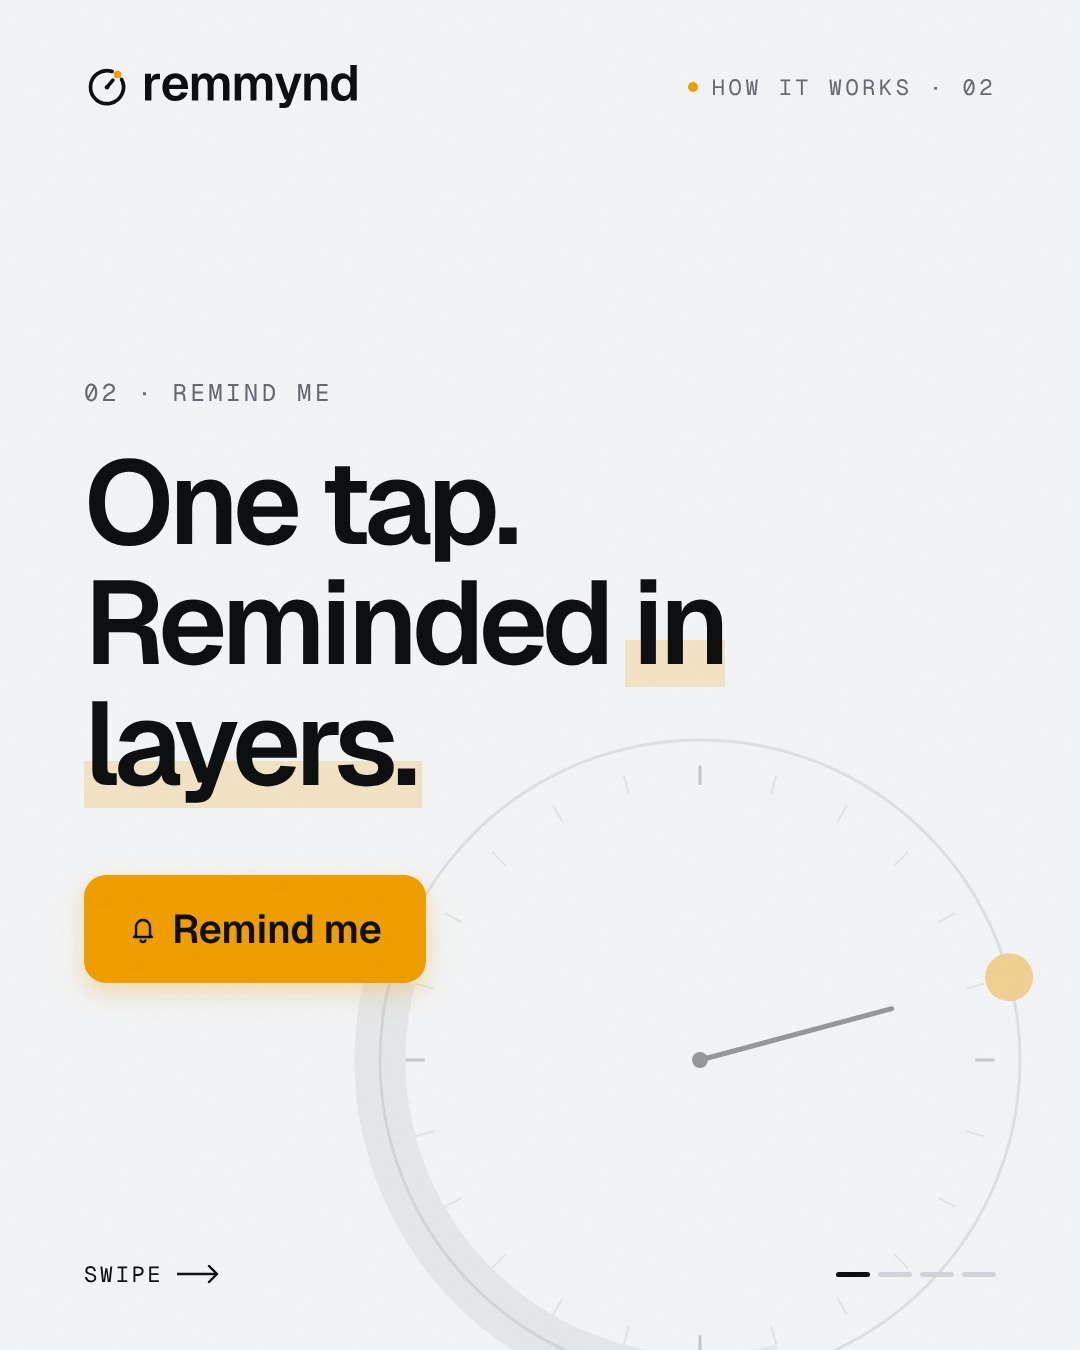 remmynd
HOW IT WORKS · 02
02 · REMIND ME
One tap.
Reminded in
layers.
Remind me
SWIPE